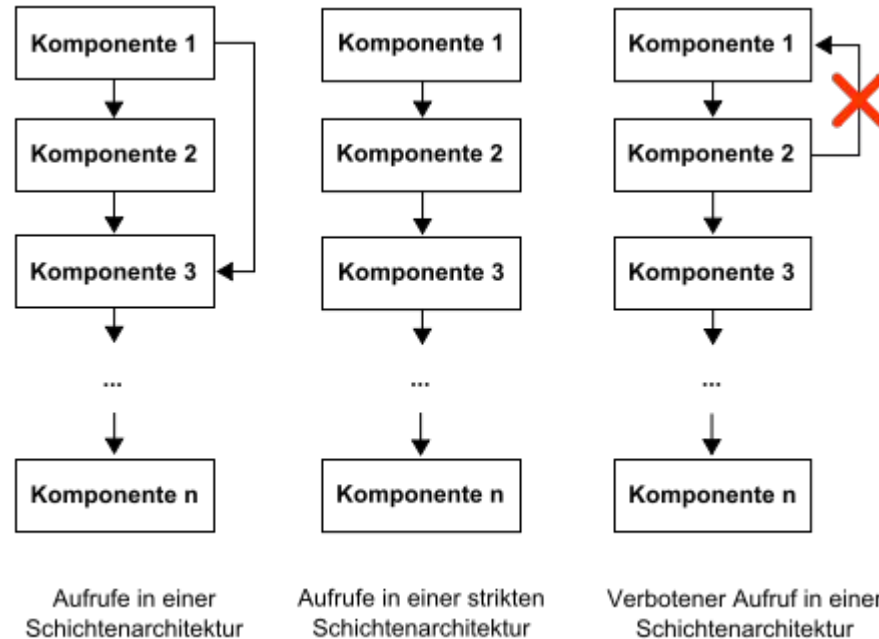 Komponente 1
Komponente 2
Komponente 3
...
Komponente n
Aufrufe in einer
Schichtenarchitektur
Komponente 1
Komponente 2
Komponente 3
...
Komponente n
Aufrufe in einer strikten
Schichtenarchitektur
Komponente 1
Komponente 2
Komponente 3
...
Komponente n
Verbotener Aufruf in einer
Schichtenarchitektur